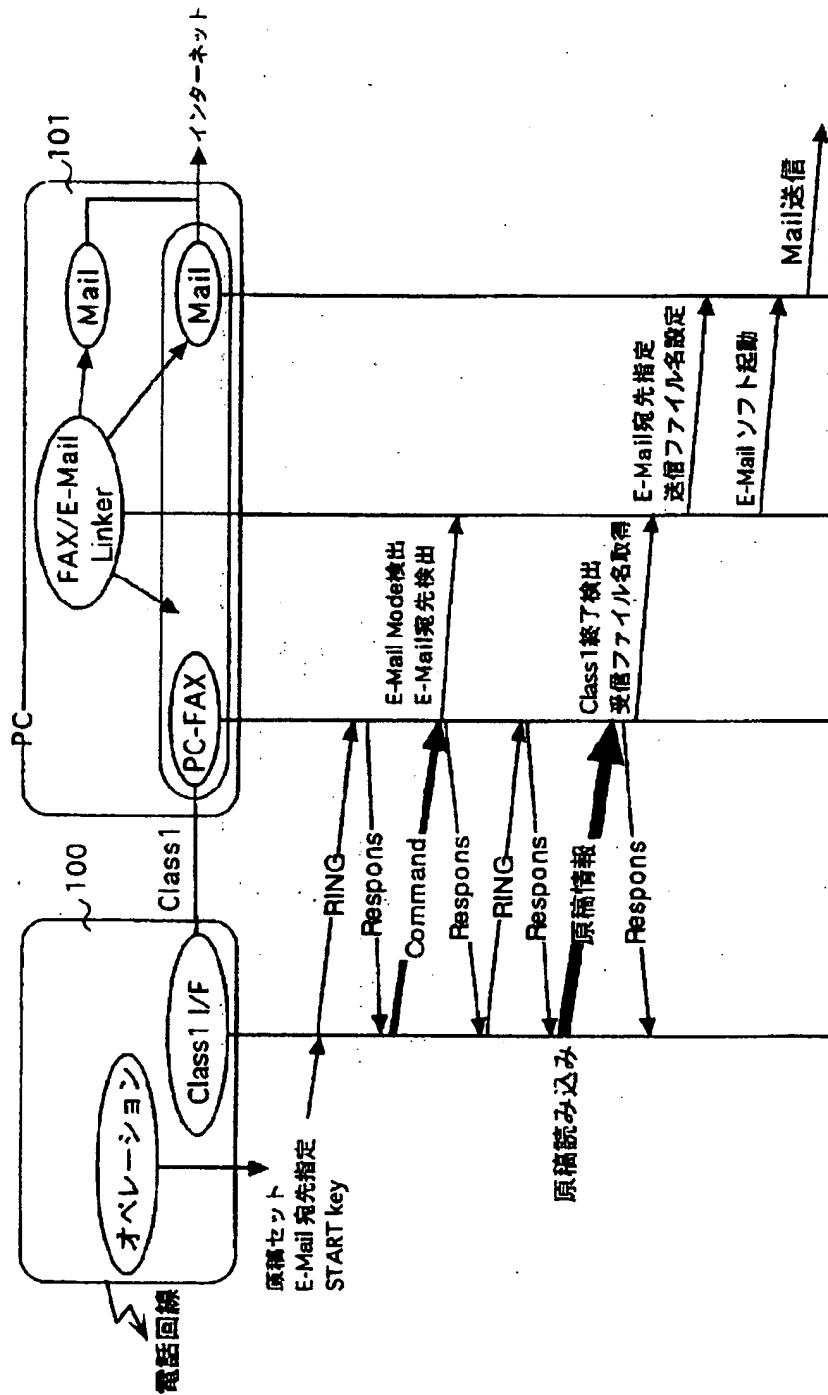 100
オペレーション
Class1 I/F
電話回線
Class1
PC
101
FAX/E-Mail
Linker
Mail
PC-FAX
Mail
インターネット
原稿セット
E-Mail 宛先指定
START key
RING
Respons
Command
E-Mail Mode検出
E-Mail宛先検出
Respons
RING
Respons
原稿読み込み
原稿情報
Class1終了検出
受信ファイル名取得
Respons
E-Mail宛先指定
送信ファイル名設定
E-Mail ソフト起動
Mail送信